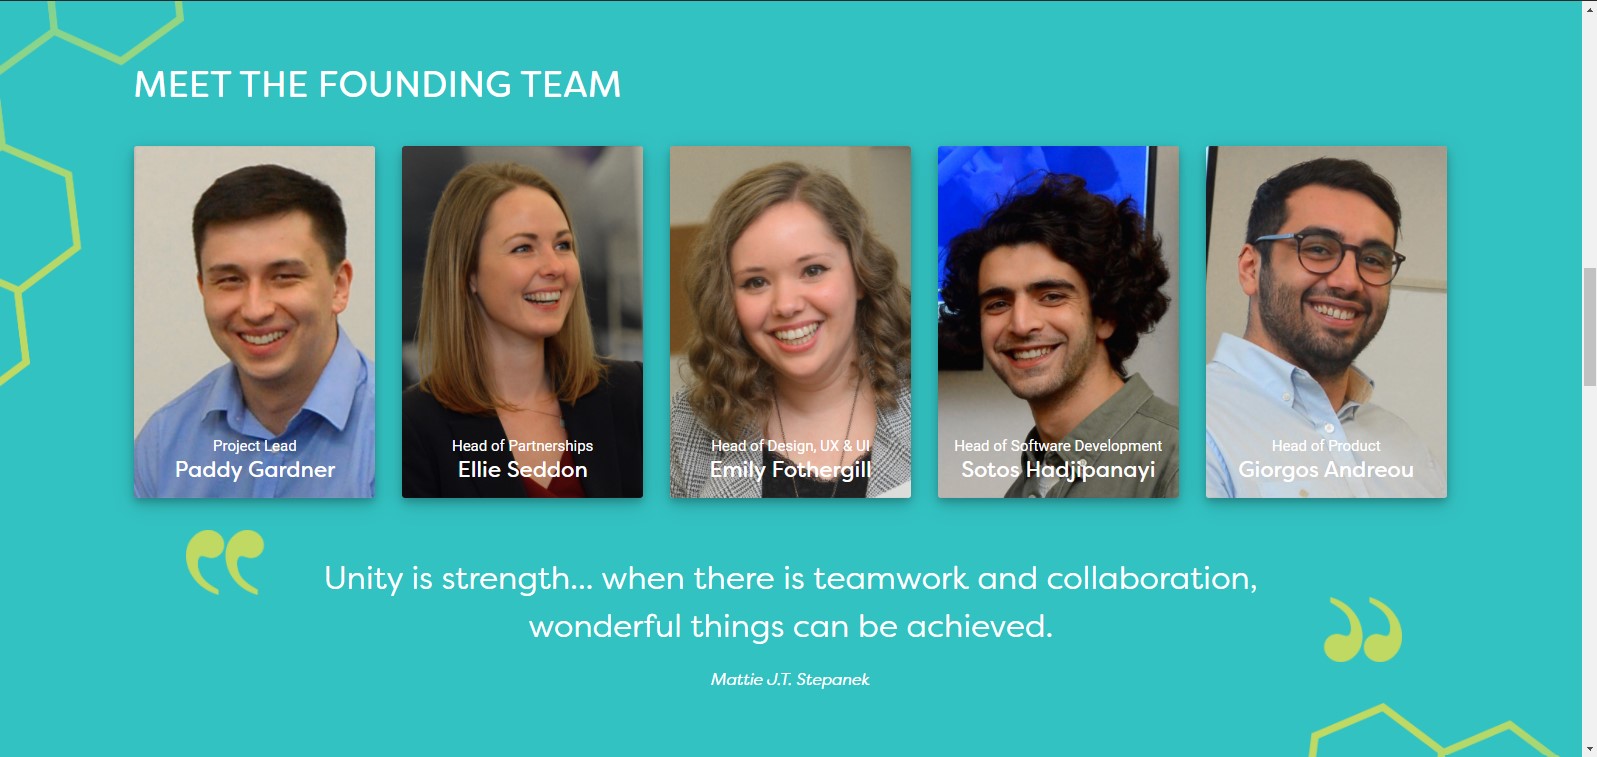 MEET THE FOUNDING TEAM
Project Lead
Paddy Gardner
Head of Partnerships
Ellie Seddon
Head of Design, UX & UI
Emily Fothergill
Head of Software Development
Sotos Hadjipanayi
Head of Product
Giorgos Andreou
Unity is strength... when there is teamwork and collaboration,
wonderful things can be achieved.
Mattie J.T. Stepanek